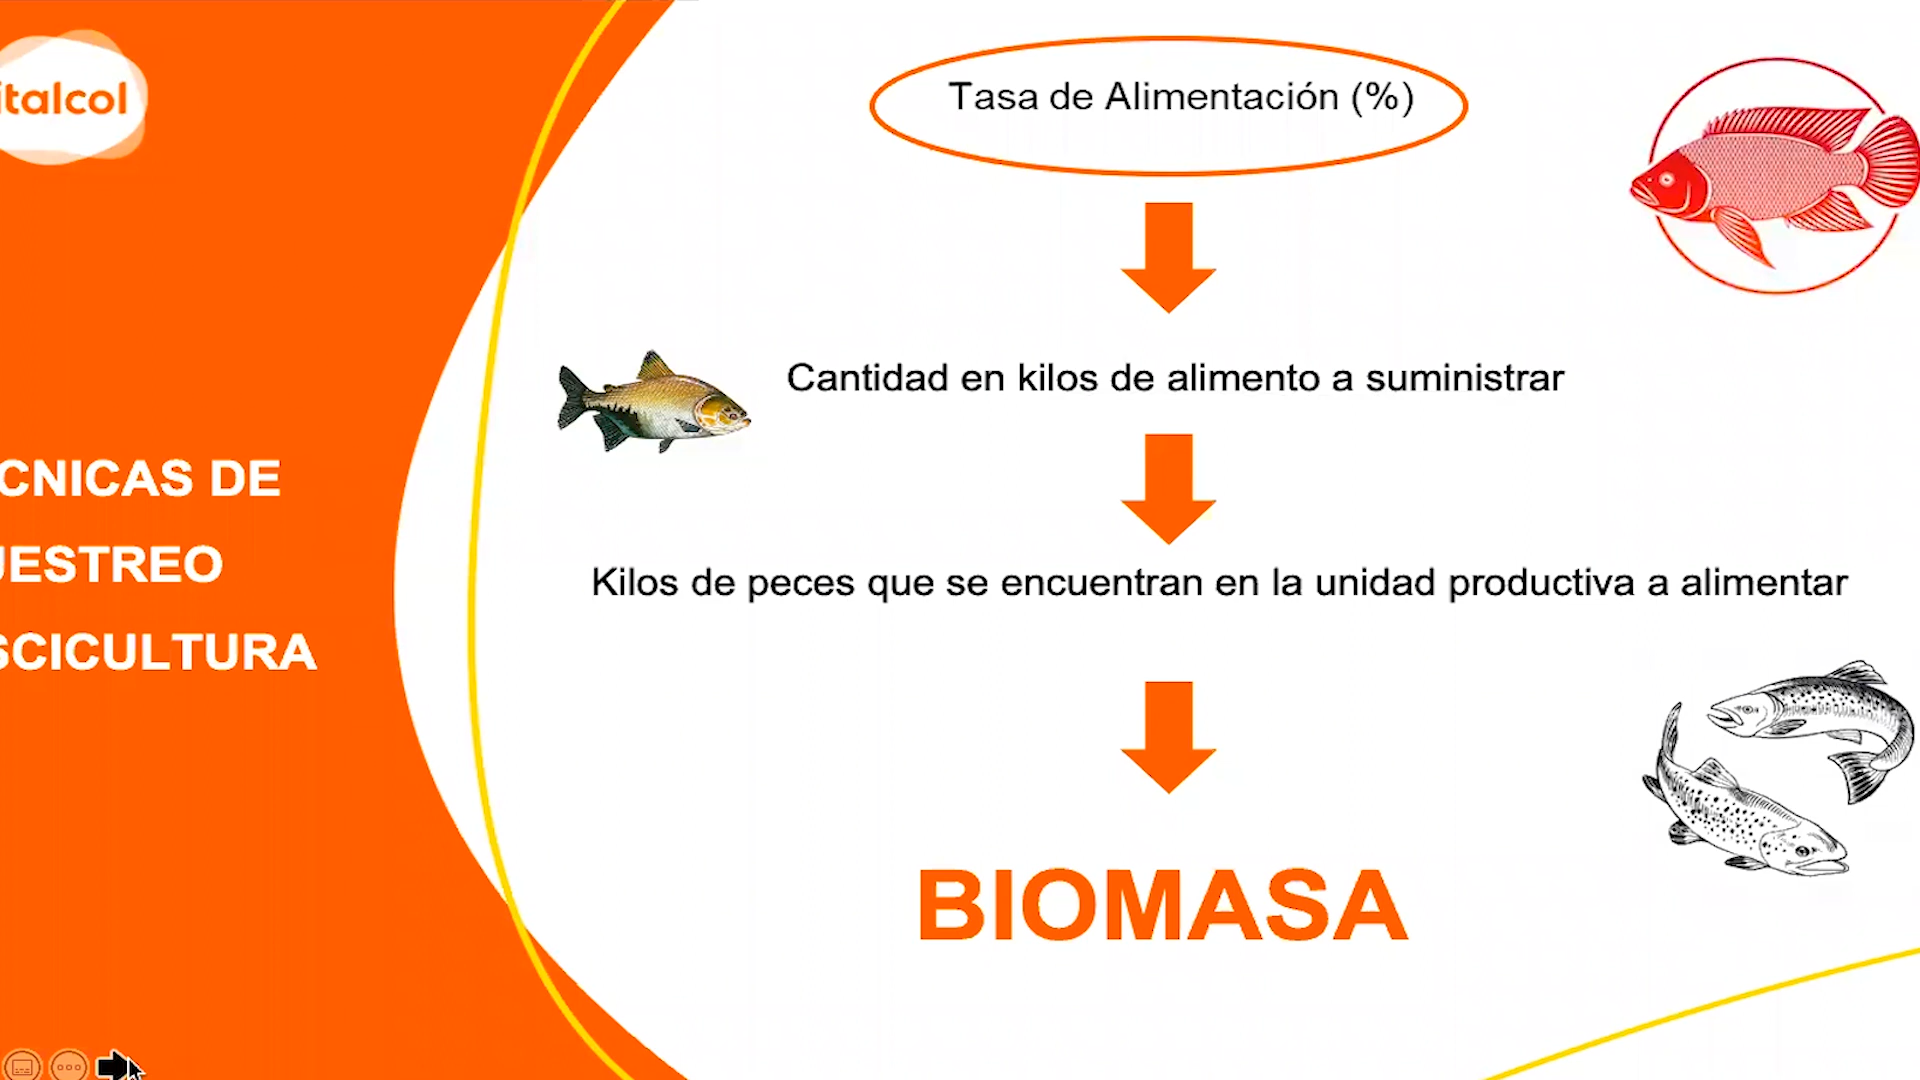 italcol
CNICAS DE
UESTREO
SCICULTURA
Tasa de Alimentación (%)
Cantidad en kilos de alimento a suministrar
Kilos de peces que se encuentran en la unidad productiva a alimentar
BIOMASA